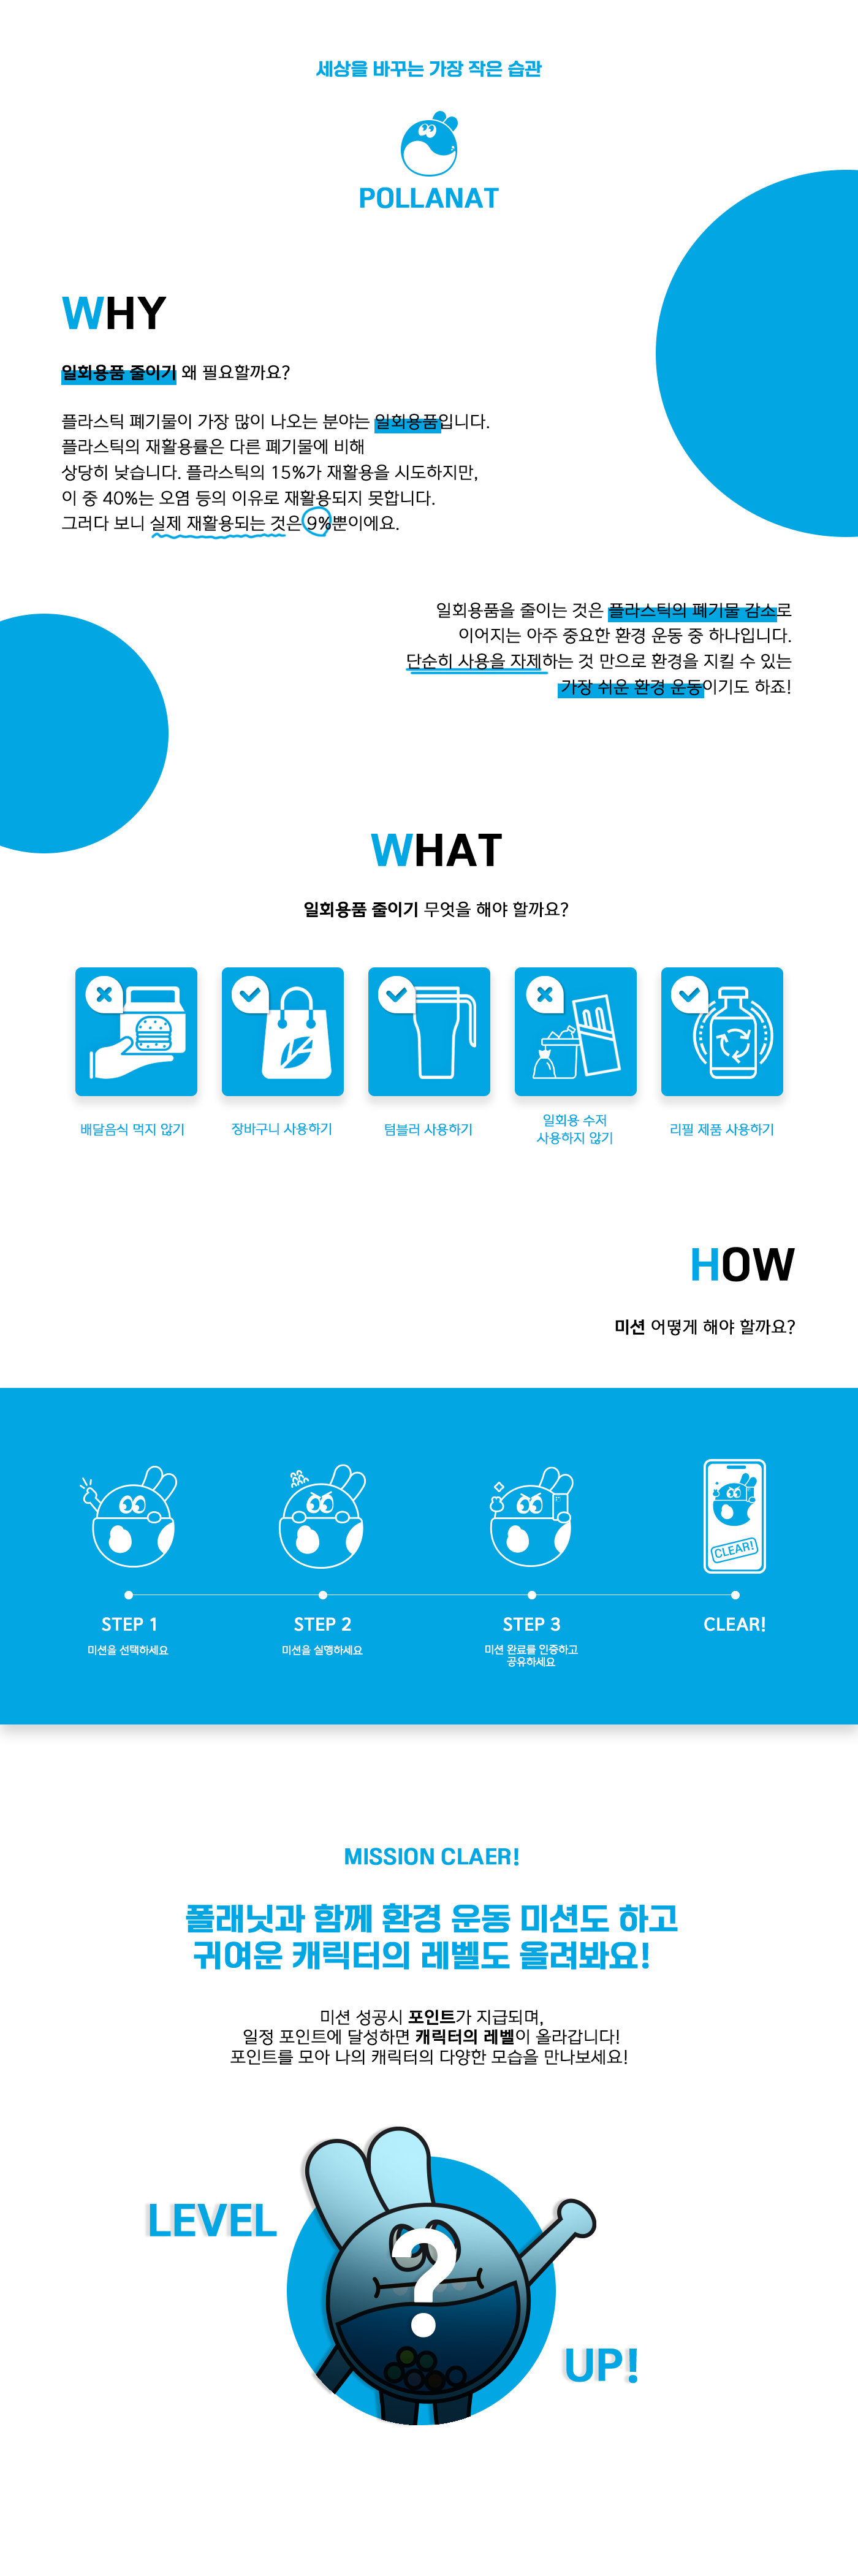 세상을 바꾸는 가장 작은 습관
POLLANAT
WHY
일회용품 줄이기 왜 필요할까요?
플라스틱 폐기물이 가장 많이 나오는 분야는 일회용품입니다.
플라스틱의 재활용률은 다른 폐기물에 비해
상당히 낮습니다. 플라스틱의 15%가 재활용을 시도하지만,
이 중 40%는 오염 등의 이유로 재활용되지 못합니다.
그러다 보니 실제 재활용되는 것은 9%뿐이에요.
일회용품을 줄이는 것은 플라스틱의 폐기물 감소로
이어지는 아주 중요한 환경 운동 중 하나입니다.
단순히 사용을 자제하는 것 만으로 환경을 지킬 수 있는
가장 쉬운 환경 운동이기도 하죠!
WHAT
일회용품 줄이기 무엇을 해야 할까요?
배달음식 먹지 않기
장바구니 사용하기
텀블러 사용하기
일회용 수저
사용하지 않기
리필 제품 사용하기
HOW
미션 어떻게 해야 할까요?
CLEAR!
STEP 1
미션을 선택하세요
STEP 2
미션을 실행하세요
STEP 3
미션 완료를 인증하고
공유하세요
CLEAR!
MISSION CLAER!
폴래닛과 함께 환경 운동 미션도 하고
귀여운 캐릭터의 레벨도 올려봐요!
미션 성공시 포인트가 지급되며,
일정 포인트에 달성하면 캐릭터의 레벨이 올라갑니다!
포인트를 모아 나의 캐릭터의 다양한 모습을 만나보세요!
LEVEL
?
UP!